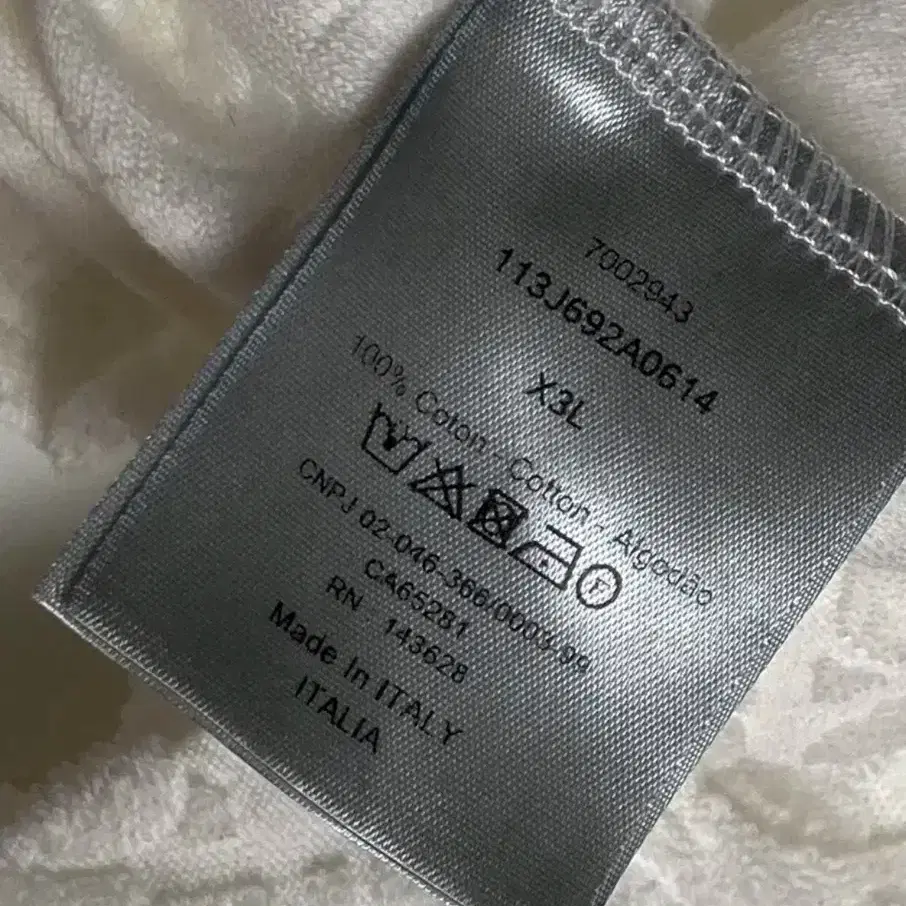 7002943
113J692A0614
X3L
100% Coton - Cotton - Algodão
F
CNPJ 02-046-366/0003-99
CA65281
RN - 143628
Made In ITALY
ITALIA